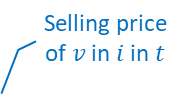 Selling price
of v in i in t